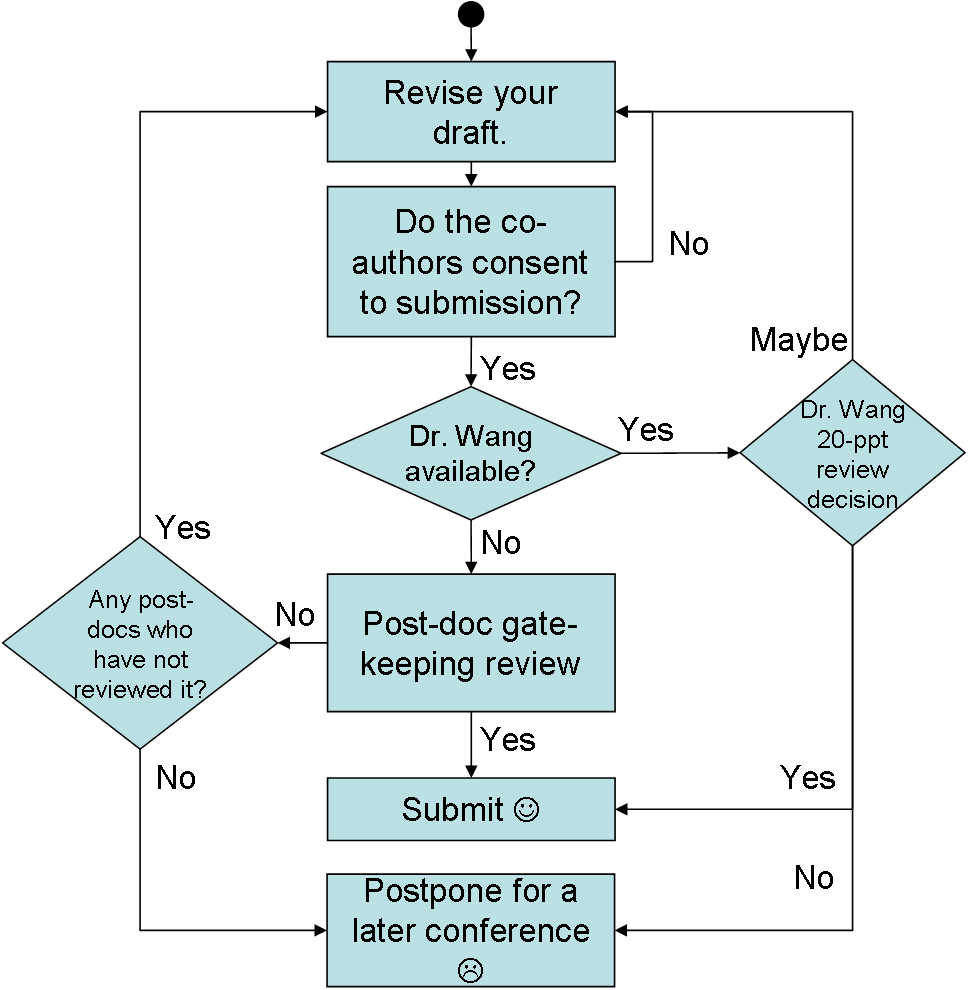 Revise your
draft.
Do the co-
authors consent
to submission?
No
Maybe
Yes
Dr. Wang
available?
Yes
Dr. Wang
20-ppt
review
decision
Yes
No
Any post-
docs who
have not
reviewed it?
No
Post-doc gate-
keeping review
Yes
No
Submit ☺
Yes
No
Postpone for a
later conference
☹